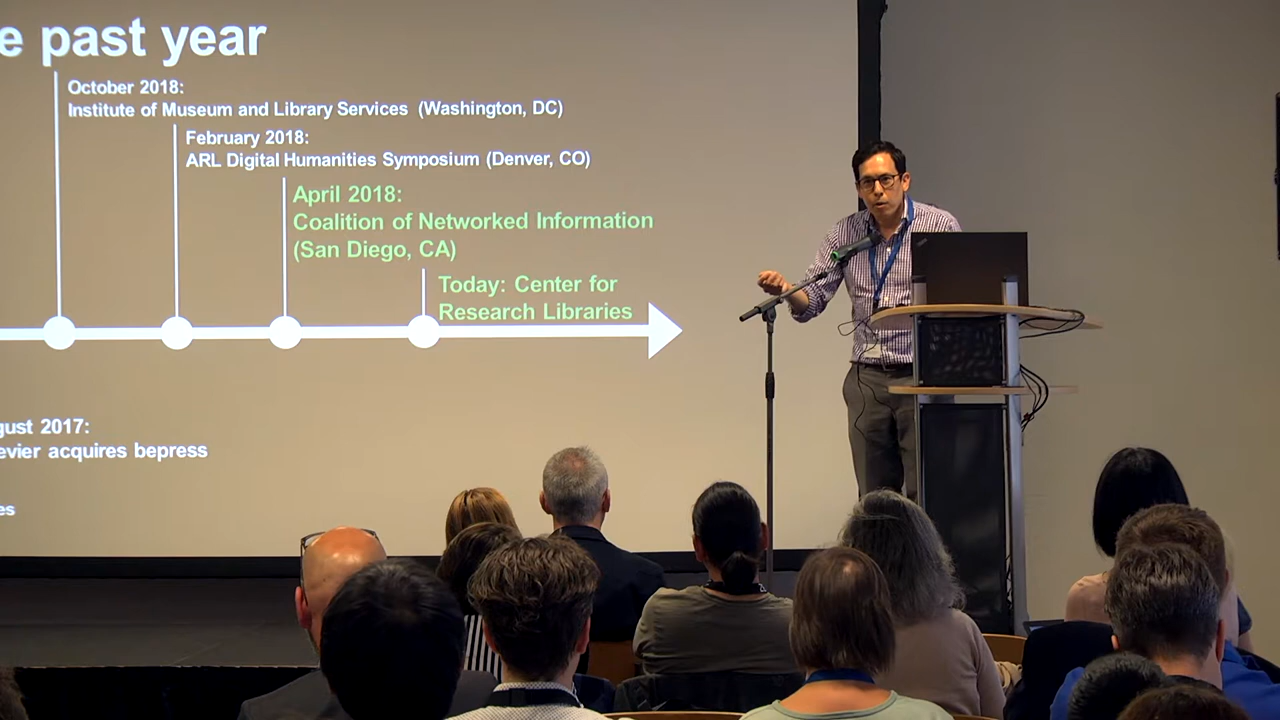 e past year
October 2018:
Institute of Museum and Library Services (Washington, DC)
February 2018:
ARL Digital Humanities Symposium (Denver, CO)
April 2018:
Coalition of Networked Information
(San Diego, CA)
Today: Center for
Research Libraries
gust 2017:
evier acquires bepress
es